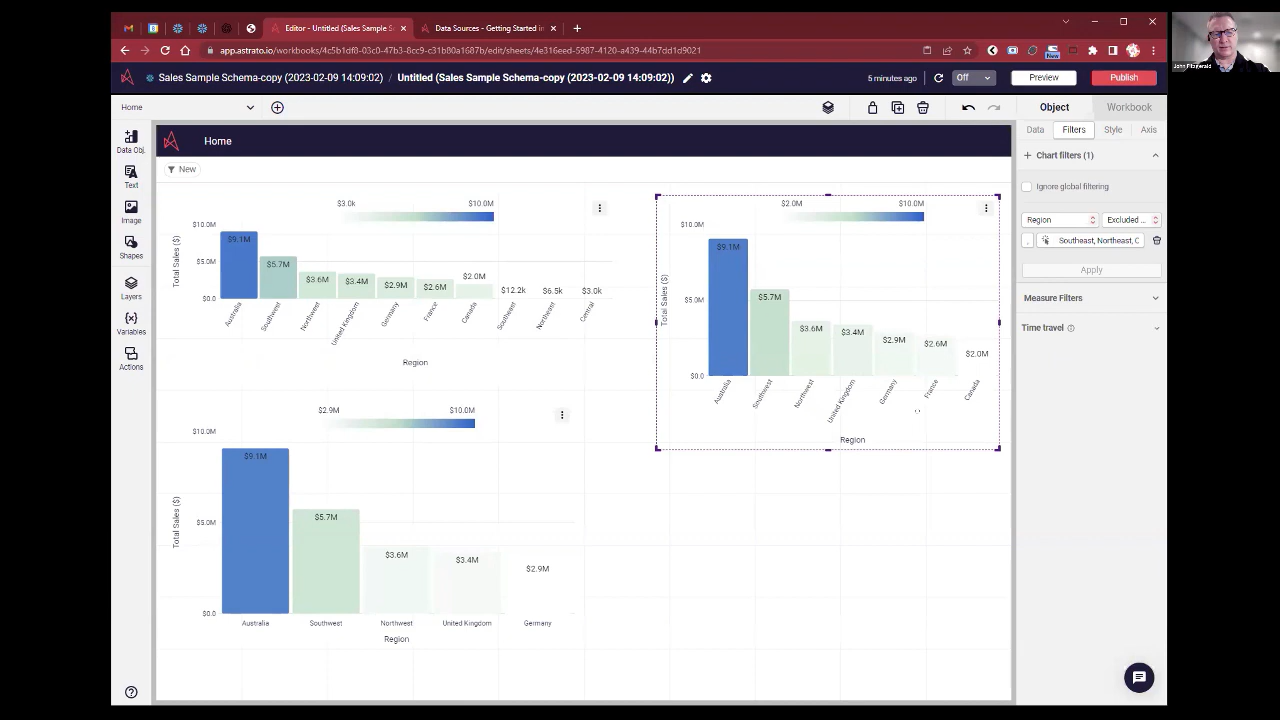 Editor - Untitled (Sales Sample S
Data Sources - Getting Started in
app.astrato.io/workbooks/4c5b1df8-03c0-47b3-8cc9-c31b80a1687b/edit/sheets/4e316eed-5987-4120-a439-44b7dd1d9021
New
John Fitzgerald
Sales Sample Schema-copy (2023-02-09 14:09:02) / Untitled (Sales Sample Schema-copy (2023-02-09 14:09:02))
5 minutes ago
Off
Preview
Publish
Home
Object
Workbook
Data Obj.
Text
Image
Shapes
Layers
Variables
Actions
Home
New
$3.0k
$10.0M
Total Sales ($)
$10.0M
$5.0M
$0.0
$9.1M
$5.7M
$3.6M
$3.4M
$2.9M
$2.6M
$2.0M
$12.2k
$6.5k
$3.0k
Australia
Southwest
Northwest
United Kingdom
Germany
France
Canada
Southeast
Northeast
Central
Region
$2.0M
$10.0M
Total Sales ($)
$10.0M
$5.0M
$0.0
$9.1M
$5.7M
$3.6M
$3.4M
$2.9M
$2.6M
$2.0M
Australia
Southwest
Northwest
United Kingdom
Germany
France
Canada
Region
$2.9M
$10.0M
Total Sales ($)
$10.0M
$5.0M
$0.0
$9.1M
$5.7M
$3.6M
$3.4M
$2.9M
Australia
Southwest
Northwest
United Kingdom
Germany
Region
Data
Filters
Style
Axis
Chart filters (1)
Ignore global filtering
Region
Excluded ...
Southeast, Northeast, C
Apply
Measure Filters
Time travel